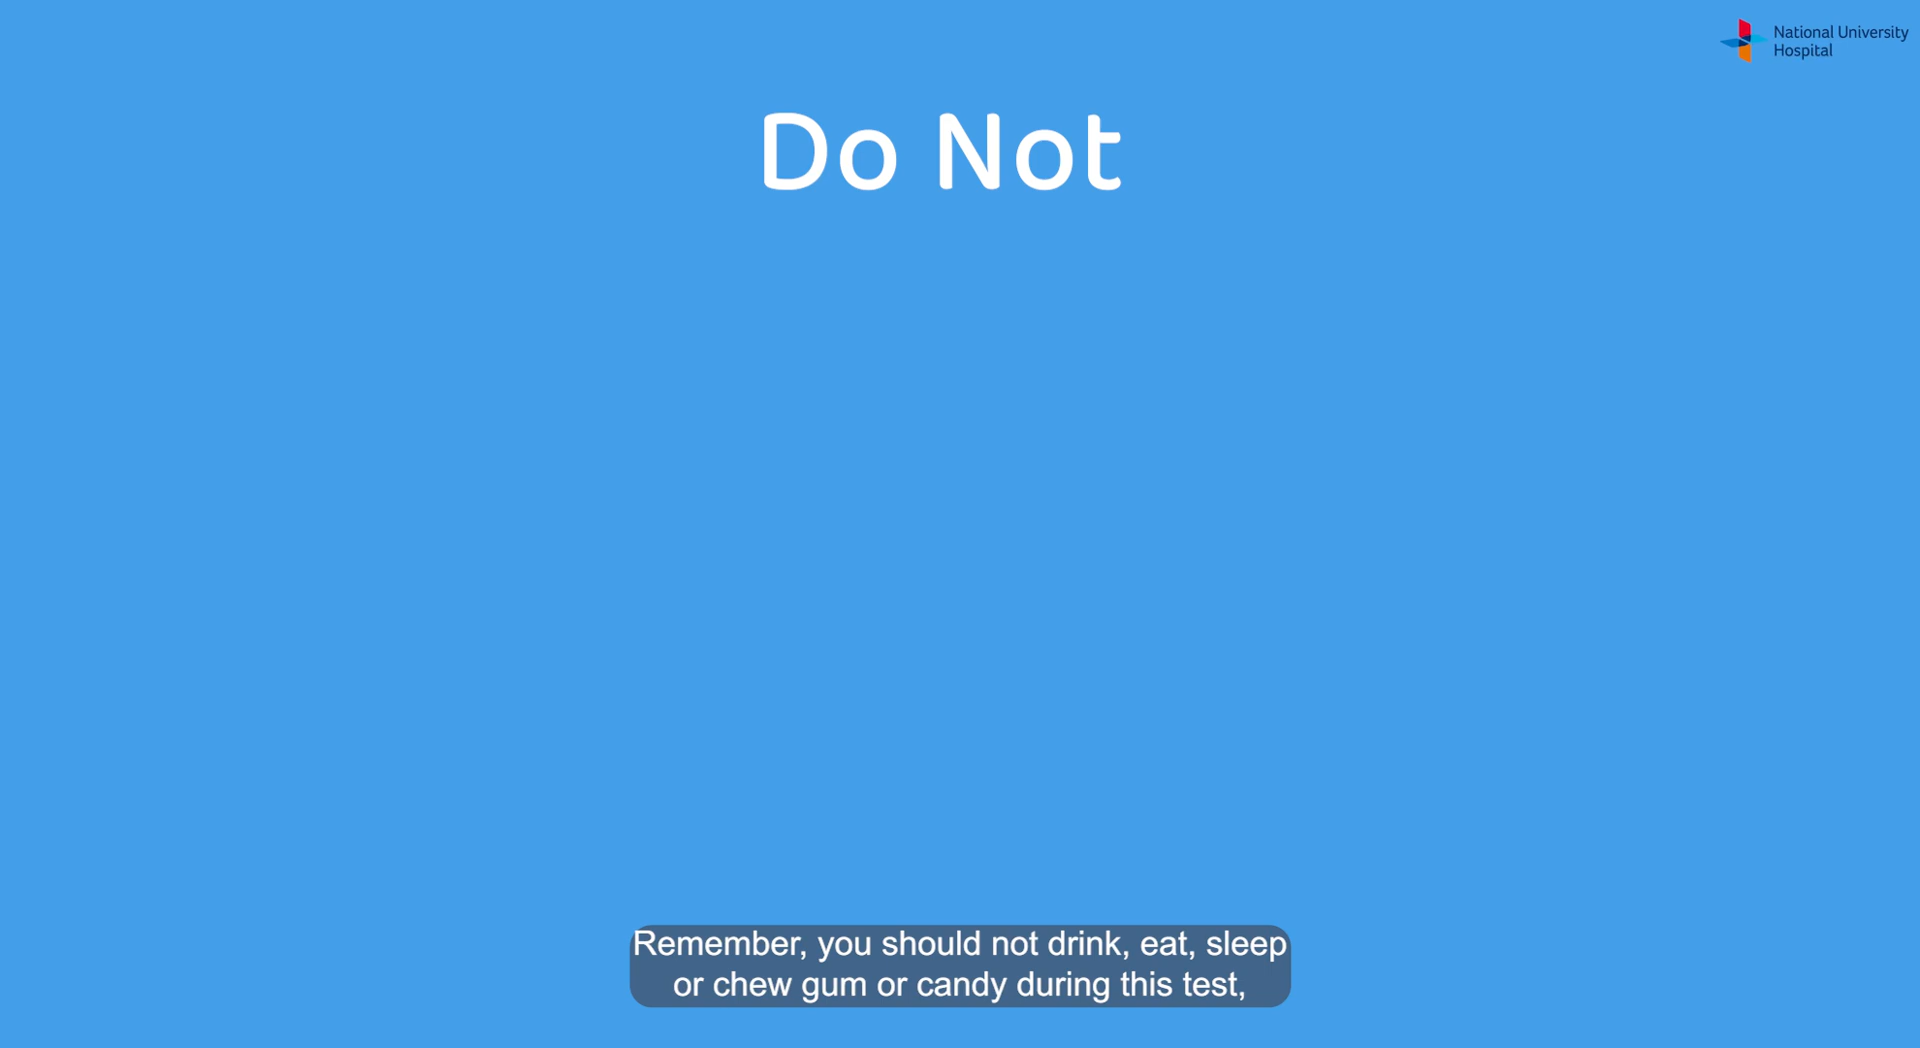 National University
Hospital
Do Not
Remember, you should not drink, eat, sleep
or chew gum or candy during this test,